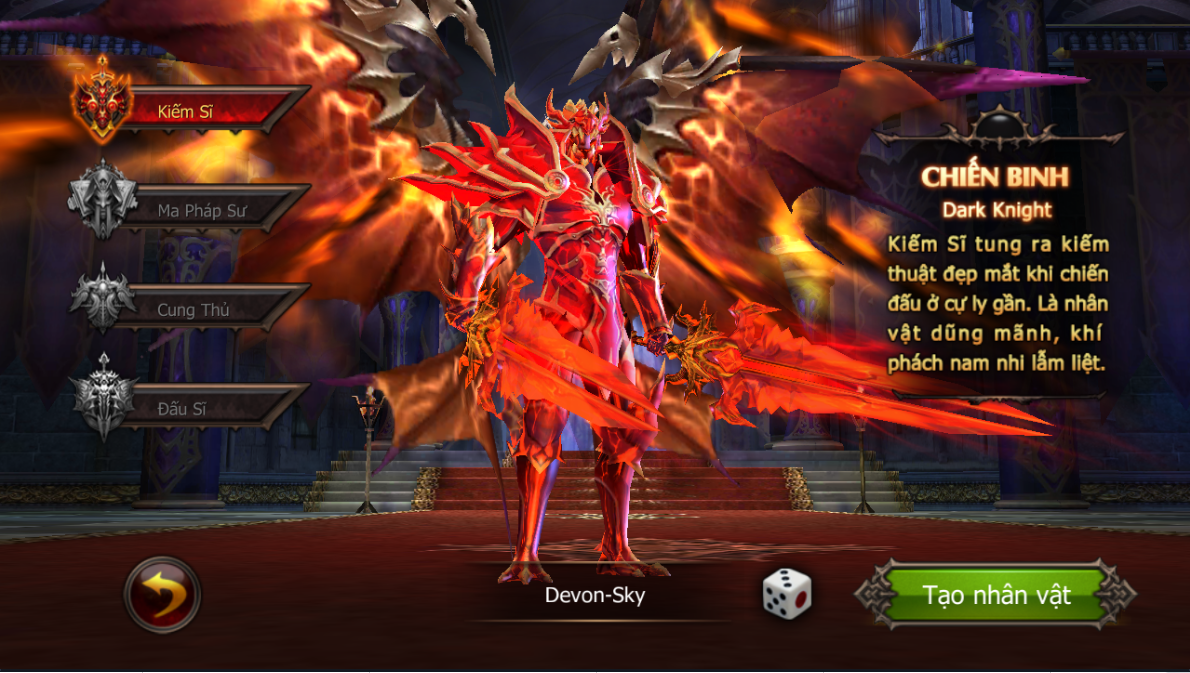 Kiếm Sĩ
Ma Pháp Sư
Cung Thủ
Đấu Sĩ
CHIẾN BINH
Dark Knight
Kiếm Sĩ tung ra kiếm
thuật đẹp mắt khi chiến
đấu ở cự ly gần. Là nhân
vật dũng mãnh, khí
phách nam nhi lẫm liệt.
Devon-Sky
Tạo nhân vật